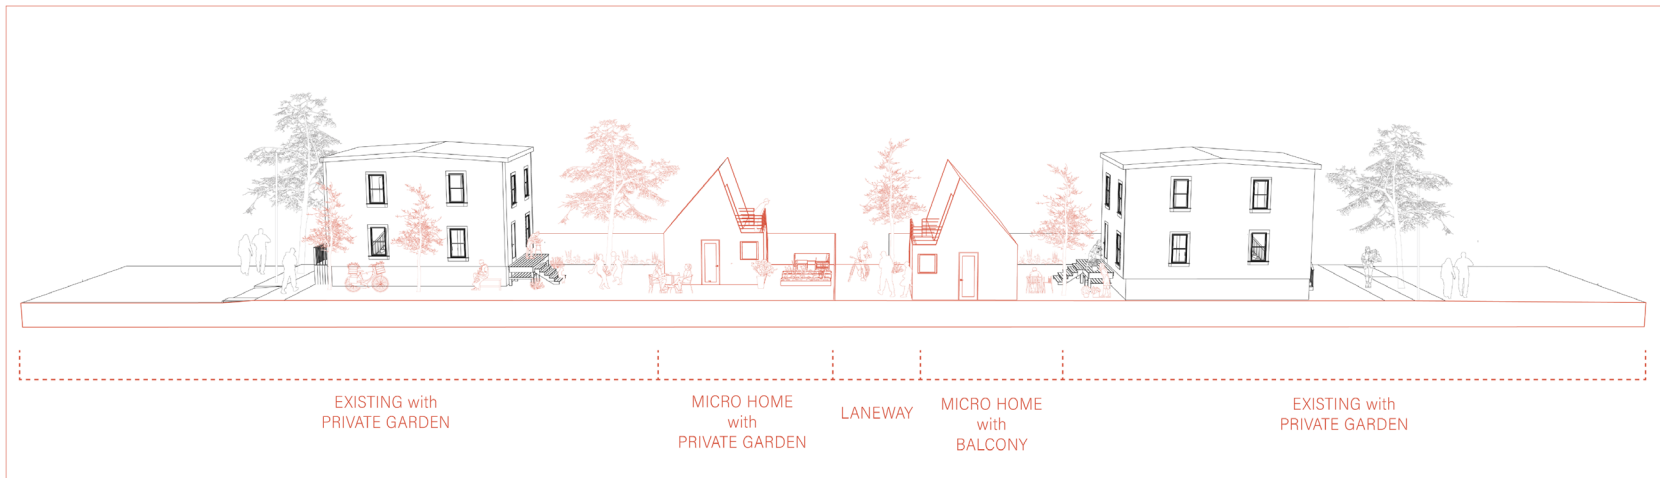 EXISTING with
PRIVATE GARDEN
MICRO HOME
with
PRIVATE GARDEN
LANEWAY
MICRO HOME
with
BALCONY
EXISTING with
PRIVATE GARDEN